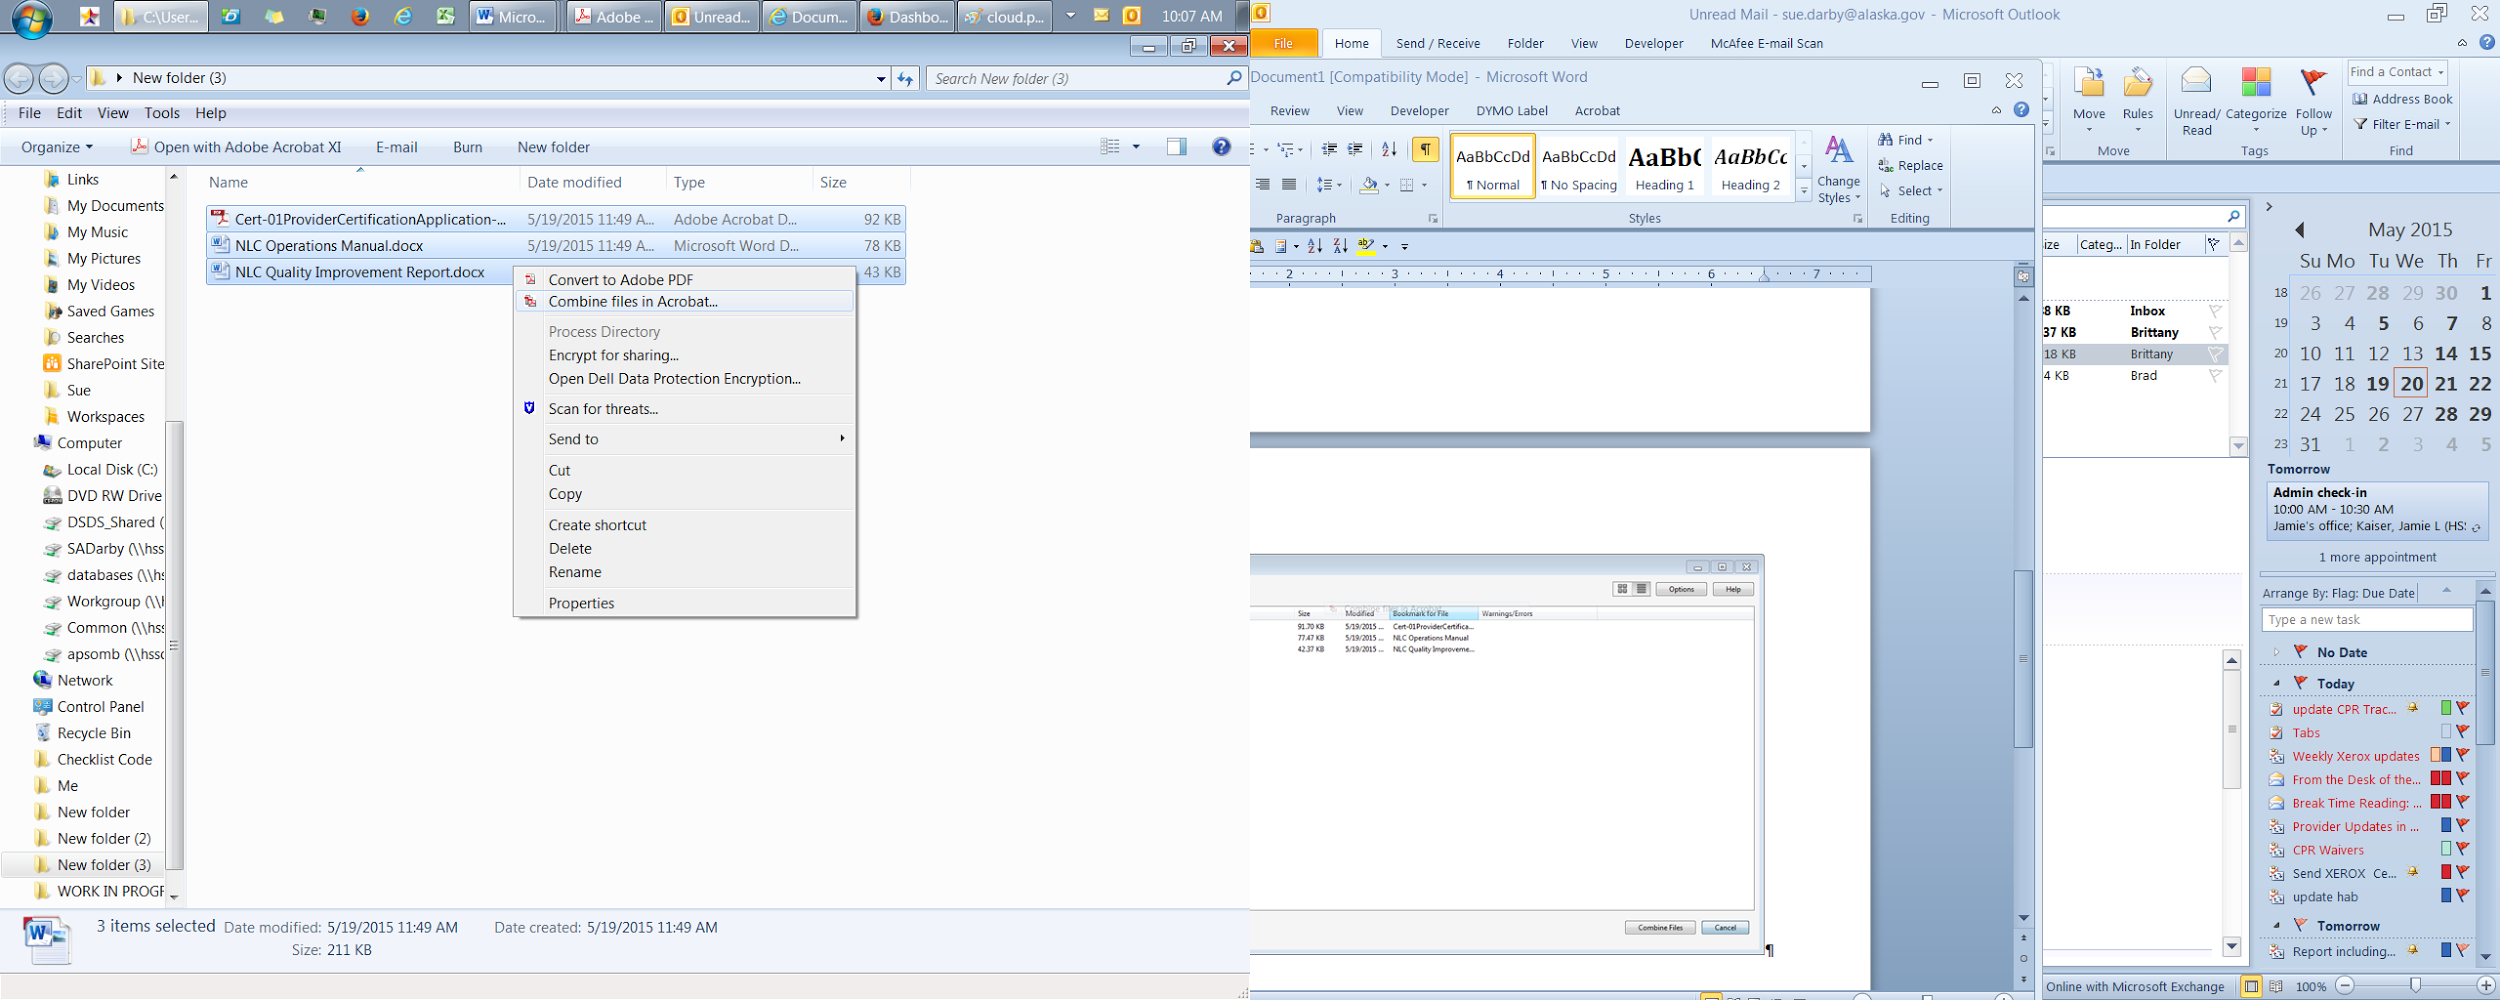 C:\User... Micro... Adobe ... Unread... Docum... Dashbo... cloud.p... 10:07 AM
New folder (3) Search New folder (3)
File Edit View Tools Help
Organize Open with Adobe Acrobat XI E-mail Burn New folder
Name Date modified Type Size
Cert-01ProviderCertificationApplication-... 5/19/2015 11:49 A... Adobe Acrobat D... 92 KB
NLC Operations Manual.docx 5/19/2015 11:49 A... Microsoft Word D... 78 KB
NLC Quality Improvement Report.docx 43 KB
Links
My Documents
My Music
My Pictures
My Videos
Saved Games
Searches
SharePoint Site
Sue
Workspaces
Computer
Local Disk (C:)
DVD RW Drive
DSDS_Shared (
SADarby (\\hss
databases (\\hs
Workgroup (\\h
Common (\\hss
apsomb (\\hssc
Network
Control Panel
Recycle Bin
Checklist Code
Me
New folder
New folder (2)
New folder (3)
WORK IN PROGR
Convert to Adobe PDF
Combine files in Acrobat...
Process Directory
Encrypt for sharing...
Open Dell Data Protection Encryption...
Scan for threats...
Send to
Cut
Copy
Create shortcut
Delete
Rename
Properties
3 items selected Date modified: 5/19/2015 11:49 AM Date created: 5/19/2015 11:49 AM
Size: 211 KB
Unread Mail - sue.darby@alaska.gov - Microsoft Outlook
File Home Send / Receive Folder View Developer McAfee E-mail Scan
Document1 [Compatibility Mode] - Microsoft Word
Review View Developer DYMO Label Acrobat
AaBbCcDd AaBbCcDd AaBb( AaBbCc
¶ Normal ¶ No Spacing Heading 1 Heading 2
Change Styles
Find
Replace
Select
Paragraph Styles Editing
2 3 4 5 6 7
Options Help
Size Modified Bookmark for File Warnings/Errors
91.70 KB 5/19/2015 ... Cert-01ProviderCertifica...
77.47 KB 5/19/2015 ... NLC Operations Manual
42.37 KB 5/19/2015 ... NLC Quality Improveme...
Combine Files Cancel
¶
Move Rules Unread/ Read Categorize Follow Up
Find a Contact
Address Book
Filter E-mail
Move Tags Find
ize Categ... In Folder
8 KB Inbox
37 KB Brittany
18 KB Brittany
4 KB Brad
May 2015
Su Mo Tu We Th Fr
18 26 27 28 29 30 1
19 3 4 5 6 7 8
20 10 11 12 13 14 15
21 17 18 19 20 21 22
22 24 25 26 27 28 29
23 31 1 2 3 4 5
Tomorrow
Admin check-in
10:00 AM - 10:30 AM
Jamie's office; Kaiser, Jamie L (HS
1 more appointment
Arrange By: Flag: Due Date
Type a new task
No Date
Today
update CPR Trac...
Tabs
Weekly Xerox updates
From the Desk of the...
Break Time Reading: ...
Provider Updates in ...
CPR Waivers
Send XEROX Ce...
update hab
Tomorrow
Report including...
Online with Microsoft Exchange 100%